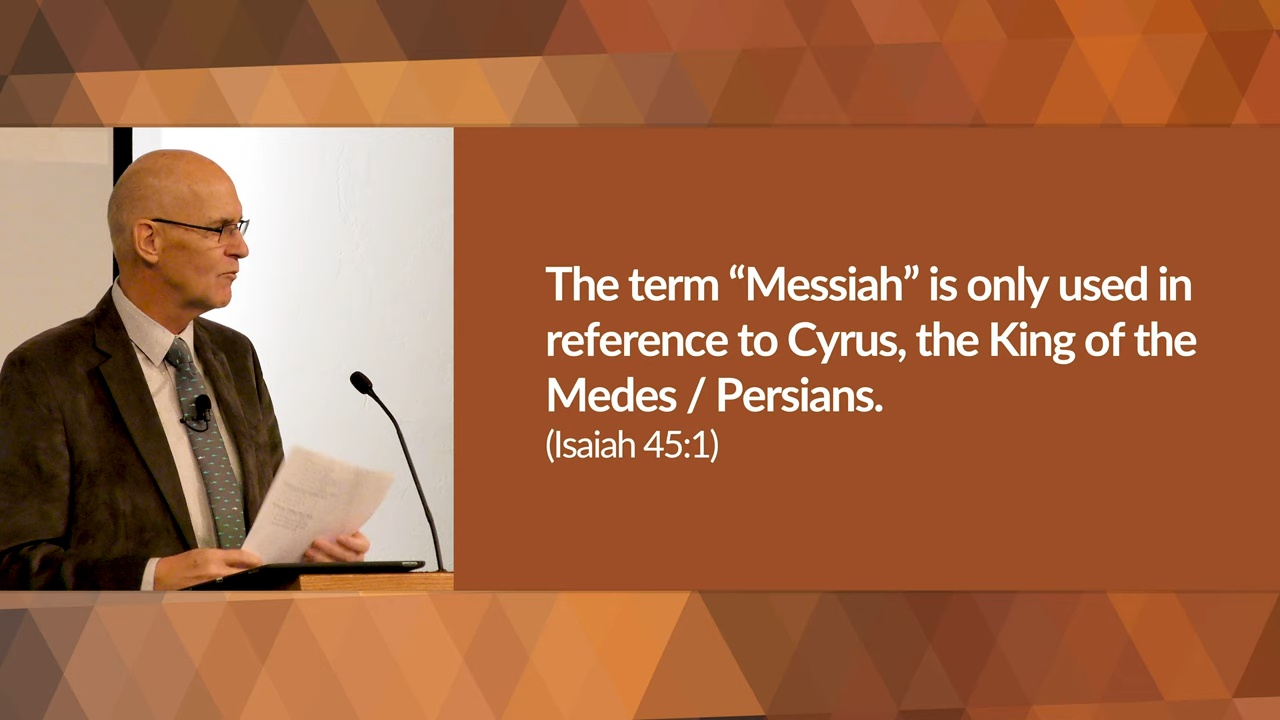 The term “Messiah” is only used in
reference to Cyrus, the King of the
Medes / Persians.
(Isaiah 45:1)